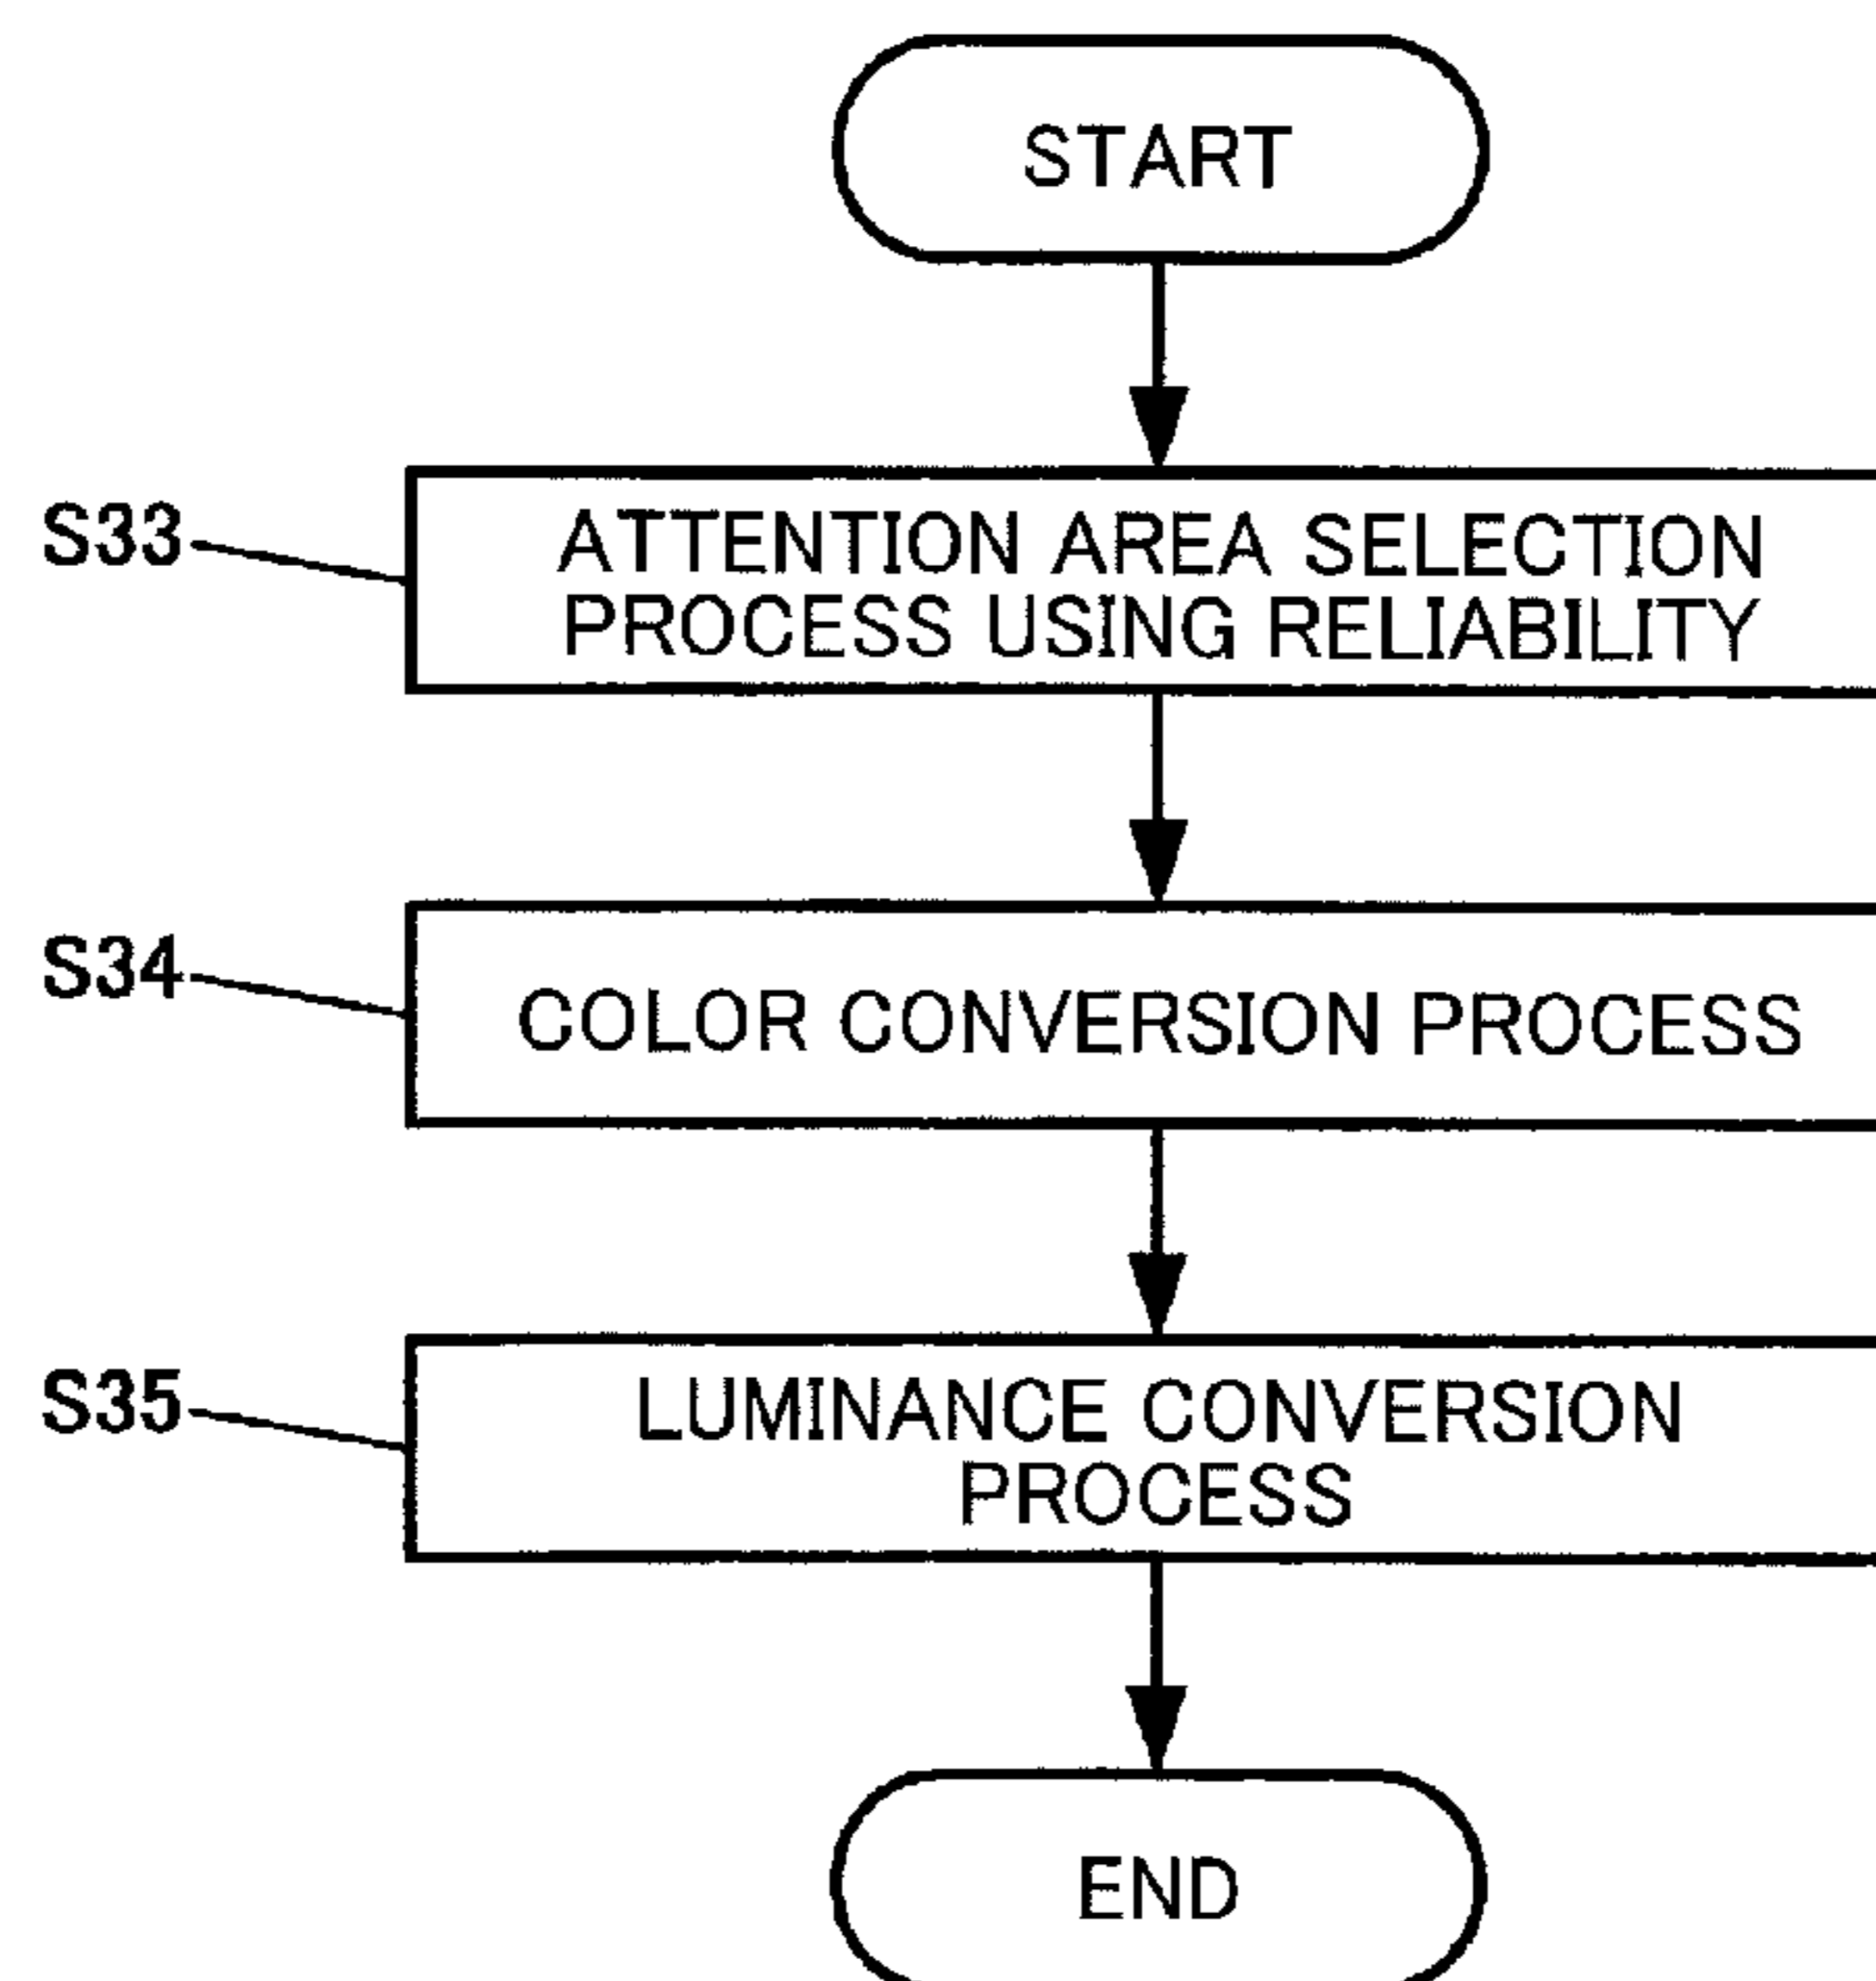 START
S33
ATTENTION AREA SELECTION
PROCESS USING RELIABILITY
S34
COLOR CONVERSION PROCESS
S35
LUMINANCE CONVERSION
PROCESS
END